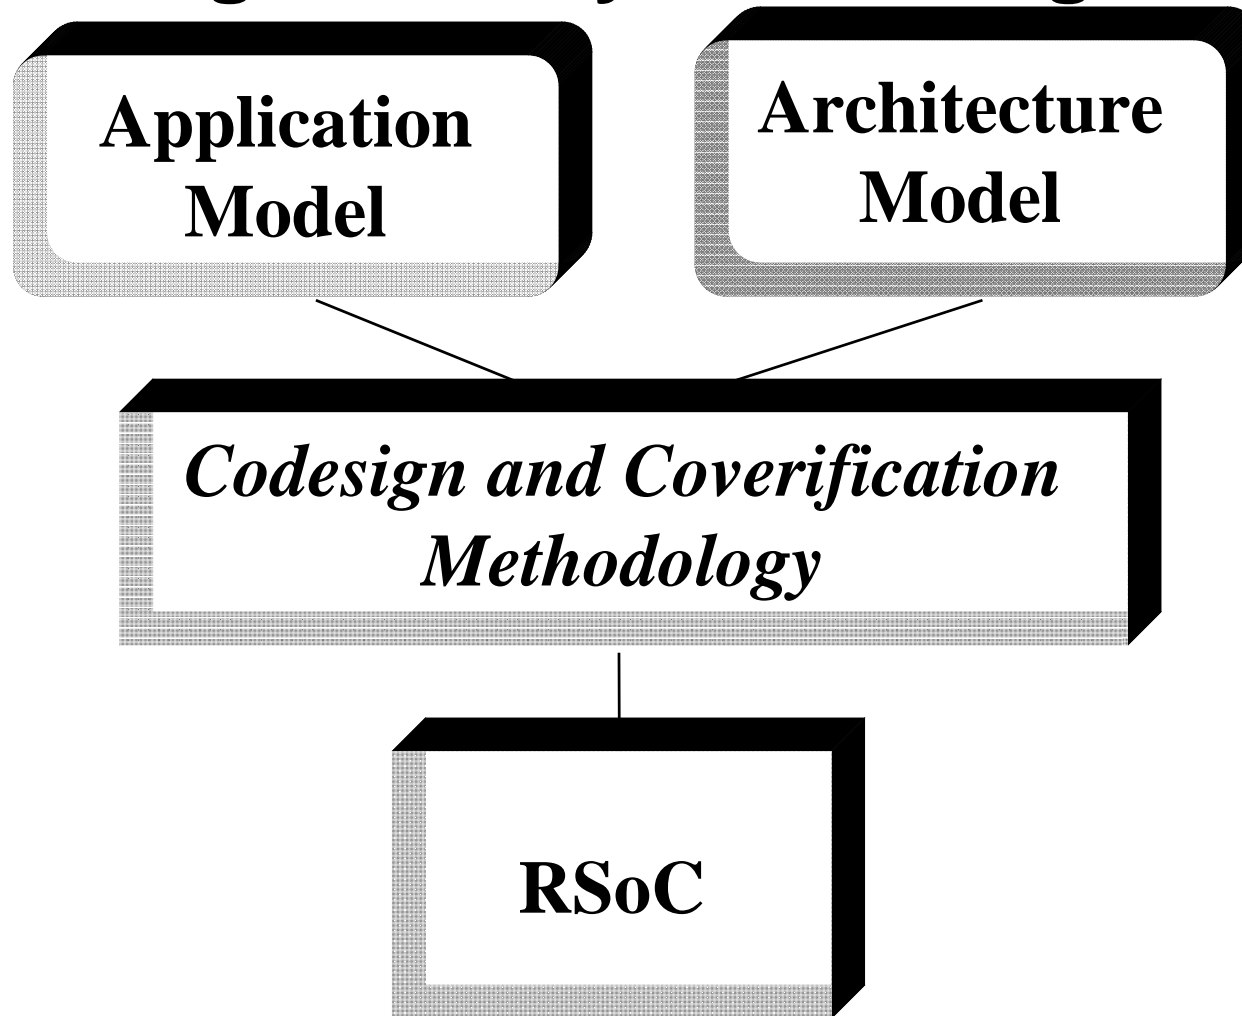 Application
Model
Architecture
Model
Codesign and Coverification
Methodology
RSoC